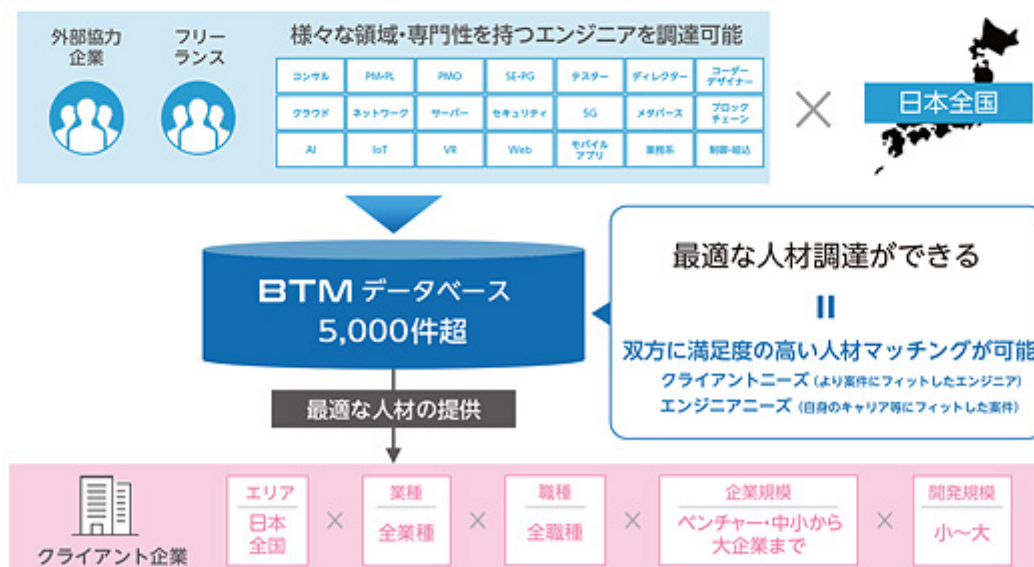 外部協力
企業
フリー
ランス
様々な領域・専門性を持つエンジニアを調達可能
コンサル
PM・PL
PMO
SE・PG
テスター
ディレクター
コーダー
デザイナー
クラウド
ネットワーク
サーバー
セキュリティ
5G
メタバース
ブロック
チェーン
AI
IoT
VR
Web
モバイル
アプリ
業務系
制御・組込
×
日本全国
BTM データベース
5,000件超
最適な人材調達ができる
=
双方に満足度の高い人材マッチングが可能
クライアントニーズ（より案件にフィットしたエンジニア）
エンジニアニーズ（自身のキャリア等にフィットした案件）
最適な人材の提供
クライアント企業
エリア
日本
全国
×
業種
全業種
×
職種
全職種
×
企業規模
ベンチャー・中小から
大企業まで
×
開発規模
小〜大